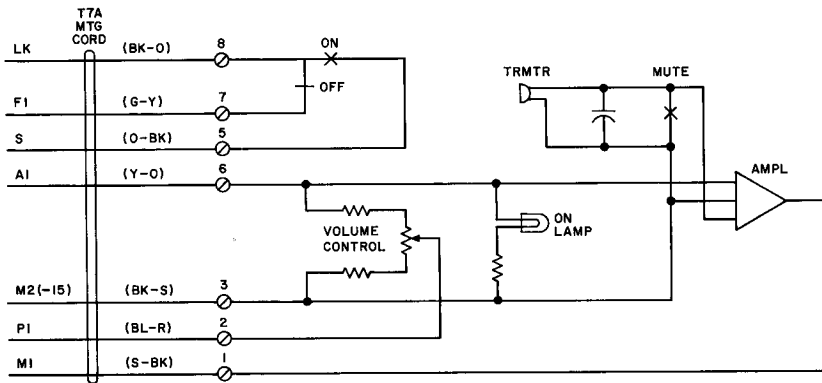 T7A
MTG
CORD
LK (BK-O) 8 ON
OFF
F1 (G-Y) 7
S (O-BK) 5
A1 (Y-O) 6
TRMTR MUTE
AMPL
VOLUME
CONTROL
ON
LAMP
M2(-15) (BK-S) 3
P1 (BL-R) 2
M1 (S-BK) 1